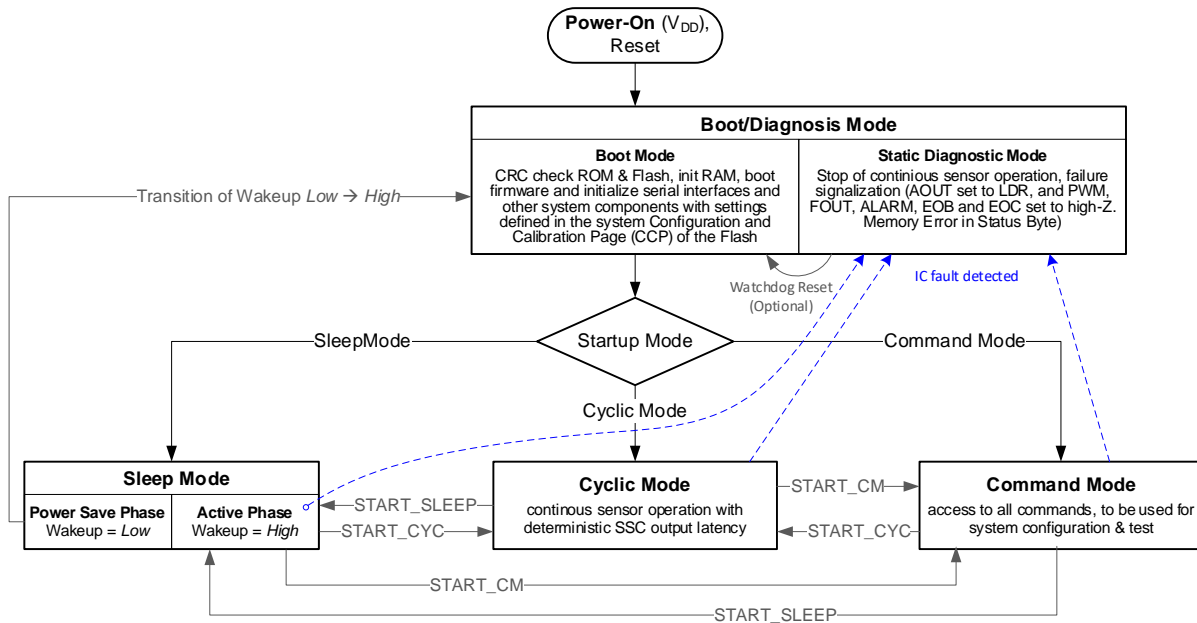 Power-On (VDD),
Reset
Boot/Diagnosis Mode
Boot Mode
CRC check ROM & Flash, init RAM, boot
firmware and initialize serial interfaces and
other system components with settings
defined in the system Configuration and
Calibration Page (CCP) of the Flash
Static Diagnostic Mode
Stop of continious sensor operation, failure
signalization (AOUT set to LDR, and PWM,
FOUT, ALARM, EOB and EOC set to high-Z.
Memory Error in Status Byte)
Transition of Wakeup Low → High
Watchdog Reset
(Optional)
IC fault detected
SleepMode
Startup Mode
Command Mode
Cyclic Mode
Sleep Mode
Power Save Phase
Wakeup = Low
Active Phase
Wakeup = High
START_SLEEP
START_CYC
Cyclic Mode
continous sensor operation with
deterministic SSC output latency
START_CM
START_CYC
Command Mode
access to all commands, to be used for
system configuration & test
START_CM
START_SLEEP